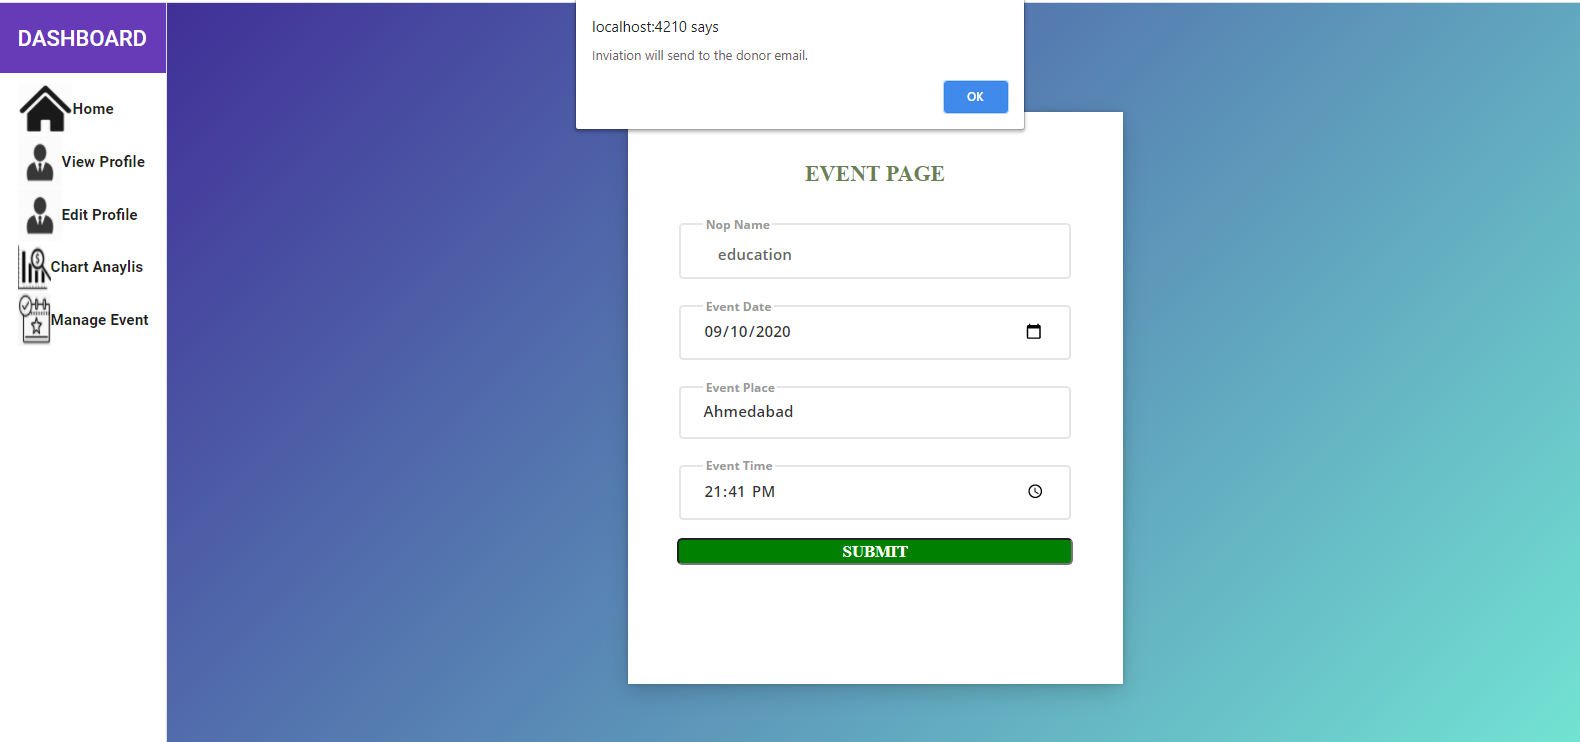 DASHBOARD
Home
View Profile
Edit Profile
Chart Anaylis
Manage Event
localhost:4210 says
Inviation will send to the donor email.
OK
EVENT PAGE
Nop Name
education
Event Date
09/10/2020
Event Place
Ahmedabad
Event Time
21:41 PM
SUBMIT